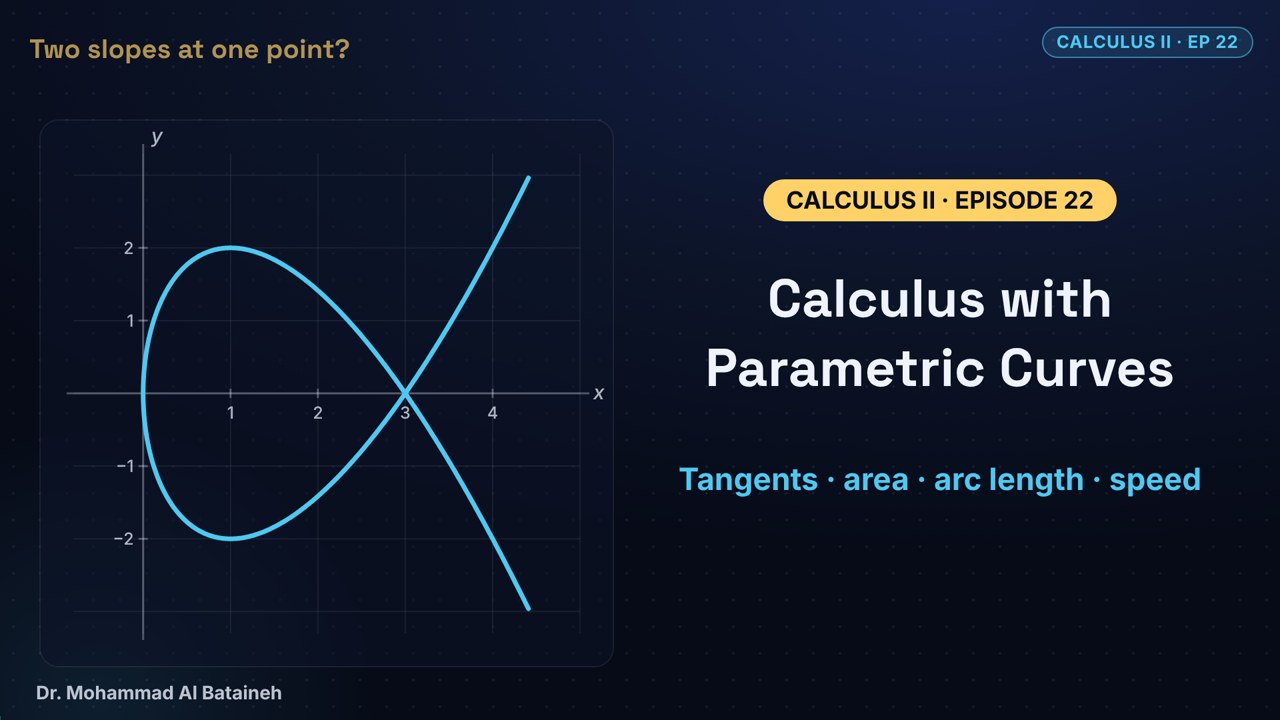 Two slopes at one point?
CALCULUS II · EP 22
y
2
1
x
1 2 3 4
−1
−2
CALCULUS II · EPISODE 22
Calculus with
Parametric Curves
Tangents · area · arc length · speed
Dr. Mohammad Al Bataineh